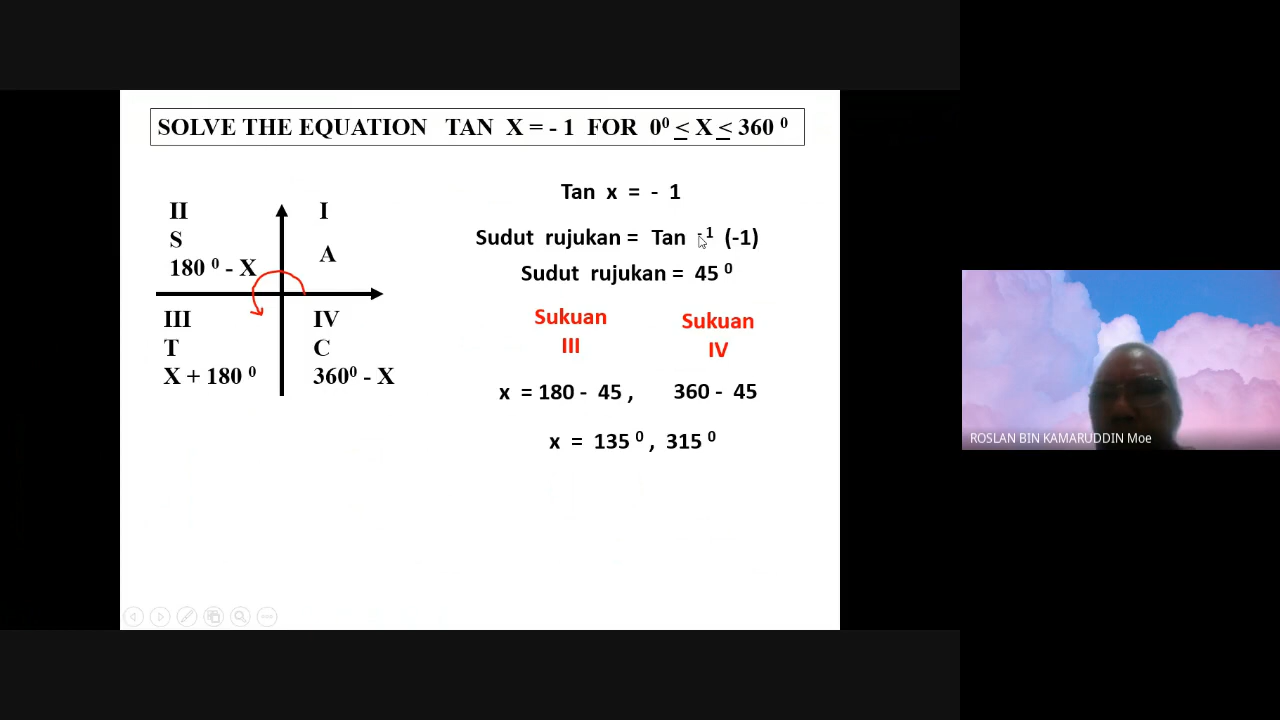 SOLVE THE EQUATION TAN X = - 1 FOR 0⁰ ≤ X ≤ 360 ⁰
II
S
180 ⁰ - X
I
A
III
T
X + 180 ⁰
IV
C
360⁰ - X
Tan x = - 1
Sudut rujukan = Tan ⁻¹ (-1)
Sudut rujukan = 45 ⁰
Sukuan
III
Sukuan
IV
x = 180 - 45 , 360 - 45
x = 135 ⁰ , 315 ⁰
ROSLAN BIN KAMARUDDIN Moe